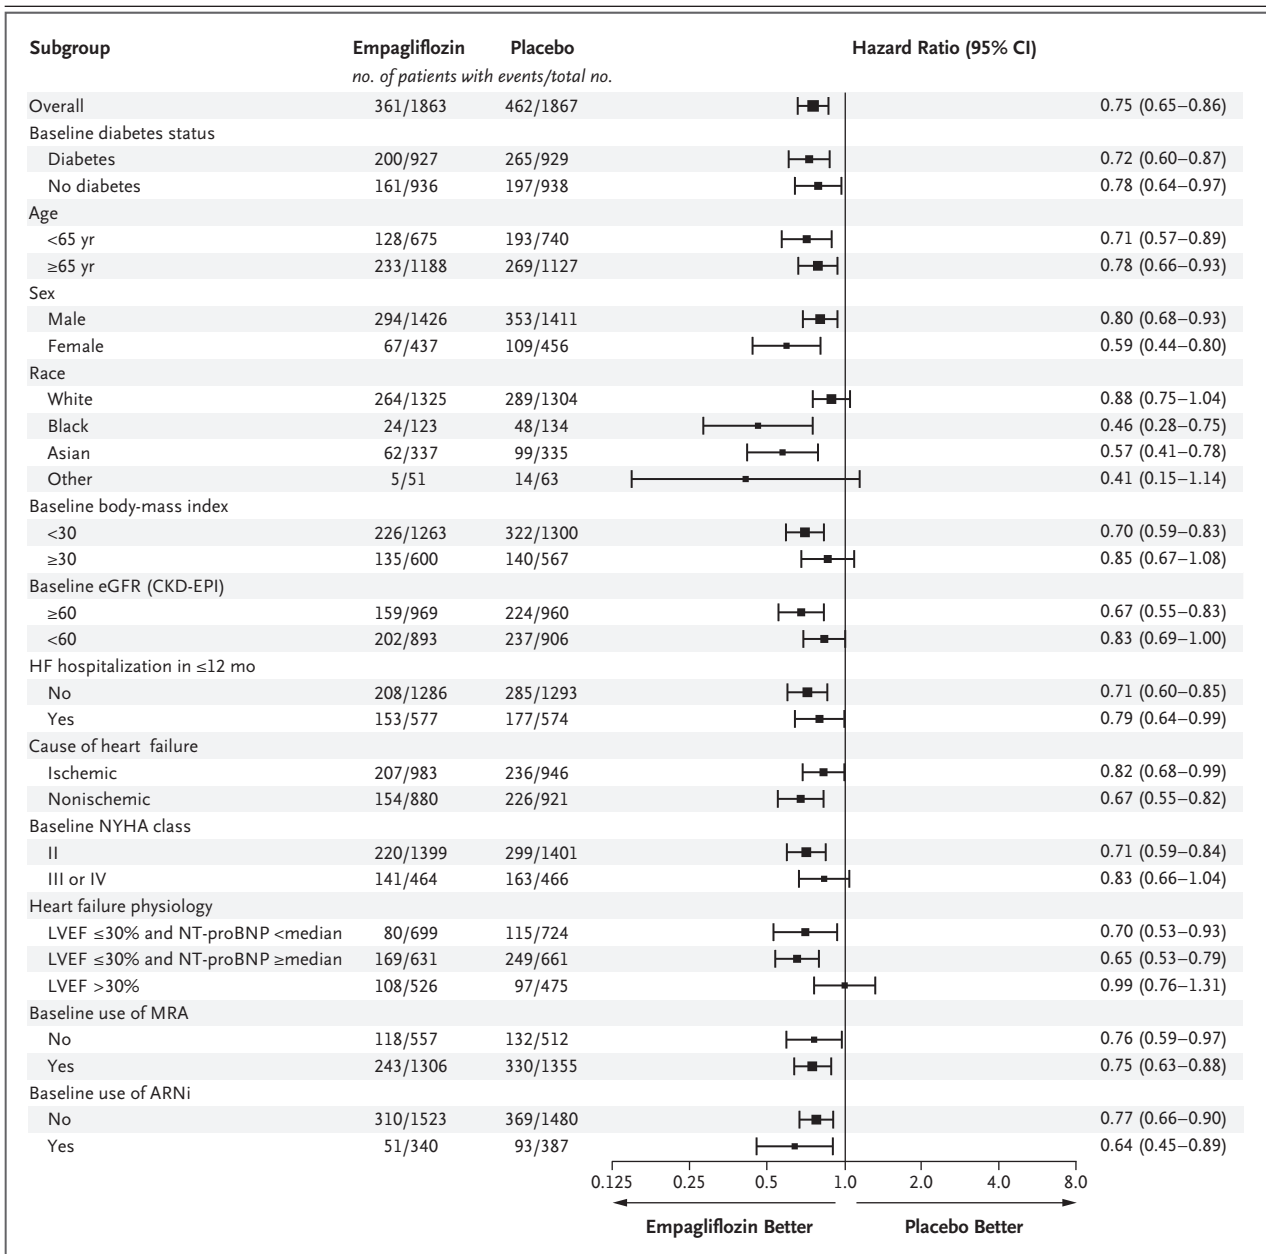 Subgroup Empagliflozin Placebo Hazard Ratio (95% CI)
no. of patients with events/total no.
Overall 361/1863 462/1867 0.75 (0.65–0.86)
Baseline diabetes status
Diabetes 200/927 265/929 0.72 (0.60–0.87)
No diabetes 161/936 197/938 0.78 (0.64–0.97)
Age
<65 yr 128/675 193/740 0.71 (0.57–0.89)
≥65 yr 233/1188 269/1127 0.78 (0.66–0.93)
Sex
Male 294/1426 353/1411 0.80 (0.68–0.93)
Female 67/437 109/456 0.59 (0.44–0.80)
Race
White 264/1325 289/1304 0.88 (0.75–1.04)
Black 24/123 48/134 0.46 (0.28–0.75)
Asian 62/337 99/335 0.57 (0.41–0.78)
Other 5/51 14/63 0.41 (0.15–1.14)
Baseline body-mass index
<30 226/1263 322/1300 0.70 (0.59–0.83)
≥30 135/600 140/567 0.85 (0.67–1.08)
Baseline eGFR (CKD-EPI)
≥60 159/969 224/960 0.67 (0.55–0.83)
<60 202/893 237/906 0.83 (0.69–1.00)
HF hospitalization in ≤12 mo
No 208/1286 285/1293 0.71 (0.60–0.85)
Yes 153/577 177/574 0.79 (0.64–0.99)
Cause of heart failure
Ischemic 207/983 236/946 0.82 (0.68–0.99)
Nonischemic 154/880 226/921 0.67 (0.55–0.82)
Baseline NYHA class
II 220/1399 299/1401 0.71 (0.59–0.84)
III or IV 141/464 163/466 0.83 (0.66–1.04)
Heart failure physiology
LVEF ≤30% and NT-proBNP <median 80/699 115/724 0.70 (0.53–0.93)
LVEF ≤30% and NT-proBNP ≥median 169/631 249/661 0.65 (0.53–0.79)
LVEF >30% 108/526 97/475 0.99 (0.76–1.31)
Baseline use of MRA
No 118/557 132/512 0.76 (0.59–0.97)
Yes 243/1306 330/1355 0.75 (0.63–0.88)
Baseline use of ARNi
No 310/1523 369/1480 0.77 (0.66–0.90)
Yes 51/340 93/387 0.64 (0.45–0.89)
0.125 0.25 0.5 1.0 2.0 4.0 8.0
Empagliflozin Better Placebo Better